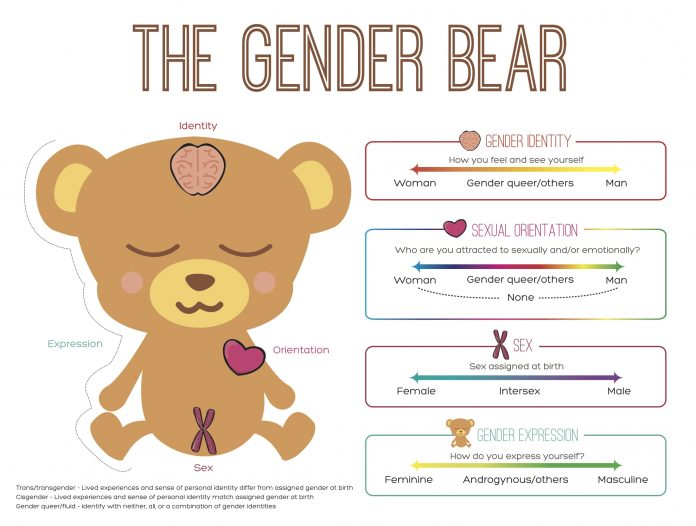 THE GENDER BEAR
Identity
Expression
Orientation
Sex
GENDER IDENTITY
How you feel and see yourself
Woman Gender queer/others Man
SEXUAL ORIENTATION
Who are you attracted to sexually and/or emotionally?
Woman Gender queer/others Man
None
SEX
Sex assigned at birth
Female Intersex Male
GENDER EXPRESSION
How do you express yourself?
Feminine Androgynous/others Masculine
Trans/transgender - Lived experiences and sense of personal identity differ from assigned gender at birth
Cisgender - Lived experiences and sense of personal identity match assigned gender at birth
Gender queer/fluid - Identify with neither, all, or a combination of gender identities